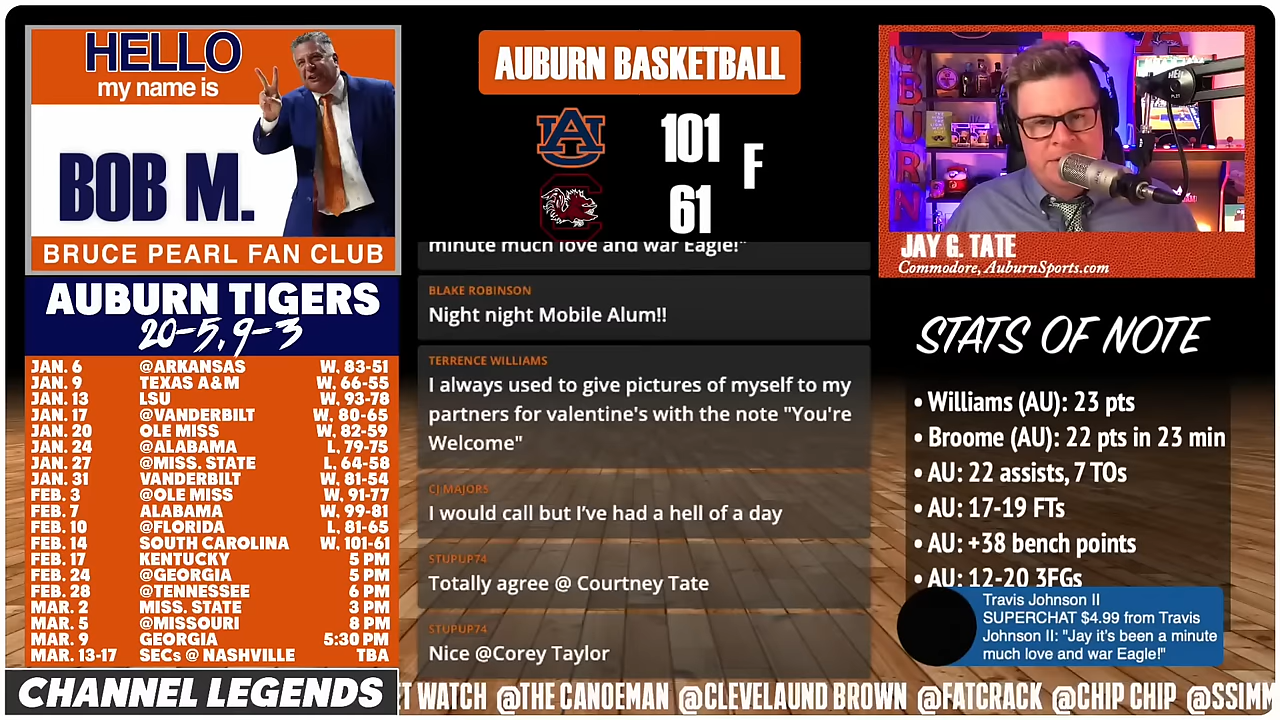 HELLO
my name is
BOB M.
BRUCE PEARL FAN CLUB
AUBURN TIGERS
20-5, 9-3
JAN. 6 @ARKANSAS W, 83-51
JAN. 9 TEXAS A&M W, 66-55
JAN. 13 LSU W, 93-78
JAN. 17 @VANDERBILT W, 80-65
JAN. 20 OLE MISS W, 82-59
JAN. 24 @ALABAMA L, 79-75
JAN. 27 @MISS. STATE L, 64-58
JAN. 31 VANDERBILT W, 81-54
FEB. 3 @OLE MISS W, 91-77
FEB. 7 ALABAMA W, 99-81
FEB. 10 @FLORIDA L, 81-65
FEB. 14 SOUTH CAROLINA W, 101-61
FEB. 17 KENTUCKY 5 PM
FEB. 24 @GEORGIA 5 PM
FEB. 28 @TENNESSEE 6 PM
MAR. 2 MISS. STATE 3 PM
MAR. 5 @MISSOURI 8 PM
MAR. 9 GEORGIA 5:30 PM
MAR. 13-17 SECs @ NASHVILLE TBA
CHANNEL LEGENDS
AUBURN BASKETBALL
AU 101
F
61
minute much love and war Eagle!"
BLAKE ROBINSON
Night night Mobile Alum!!
TERRENCE WILLIAMS
I always used to give pictures of myself to my
partners for valentine's with the note "You're
Welcome"
CJ MAJORS
I would call but I've had a hell of a day
STUPUP74
Totally agree @ Courtney Tate
STUPUP74
Nice @Corey Taylor
AUBURN
JAY G. TATE
Commodore, AuburnSports.com
STATS OF NOTE
• Williams (AU): 23 pts
• Broome (AU): 22 pts in 23 min
• AU: 22 assists, 7 TOs
• AU: 17-19 FTs
• AU: +38 bench points
• AU: 12-20 3FGs
Travis Johnson II
SUPERCHAT $4.99 from Travis
Johnson II: "Jay it's been a minute
much love and war Eagle!"
ET WATCH @THE CANOEMAN @CLEVELAUND BROWN @FATCRACK @CHIP CHIP @SSIMM